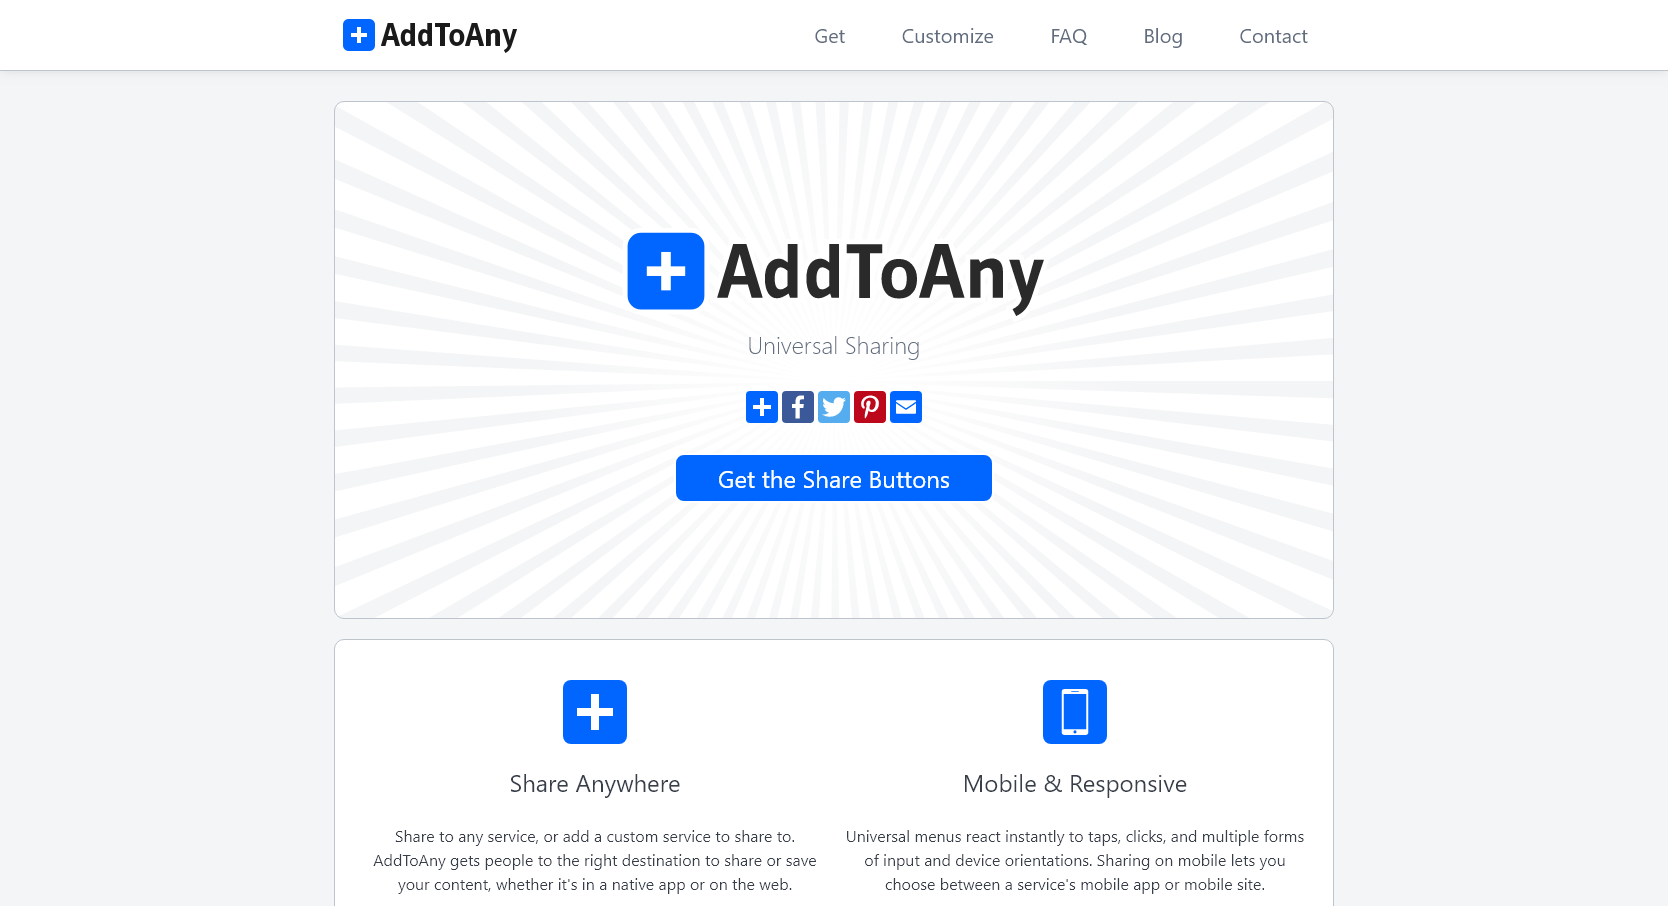 AddToAny
Get
Customize
FAQ
Blog
Contact
AddToAny
Universal Sharing
Get the Share Buttons
Share Anywhere
Share to any service, or add a custom service to share to.
AddToAny gets people to the right destination to share or save
your content, whether it's in a native app or on the web.
Mobile & Responsive
Universal menus react instantly to taps, clicks, and multiple forms
of input and device orientations. Sharing on mobile lets you
choose between a service's mobile app or mobile site.